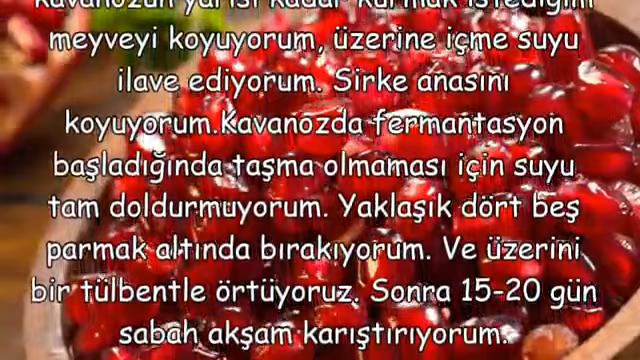 kavanozun yarısı kadar kurmak istediğim
meyveyi koyuyorum, üzerine içme suyu
ilave ediyorum. Sirke anasını
koyuyorum.Kavanozda fermantasyon
başladığında taşma olmaması için suyu
tam doldurmuyorum. Yaklaşık dört beş
parmak altında bırakıyorum. Ve üzerini
bir tülbentle örtüyoruz. Sonra 15-20 gün
sabah akşam karıştırıyorum.